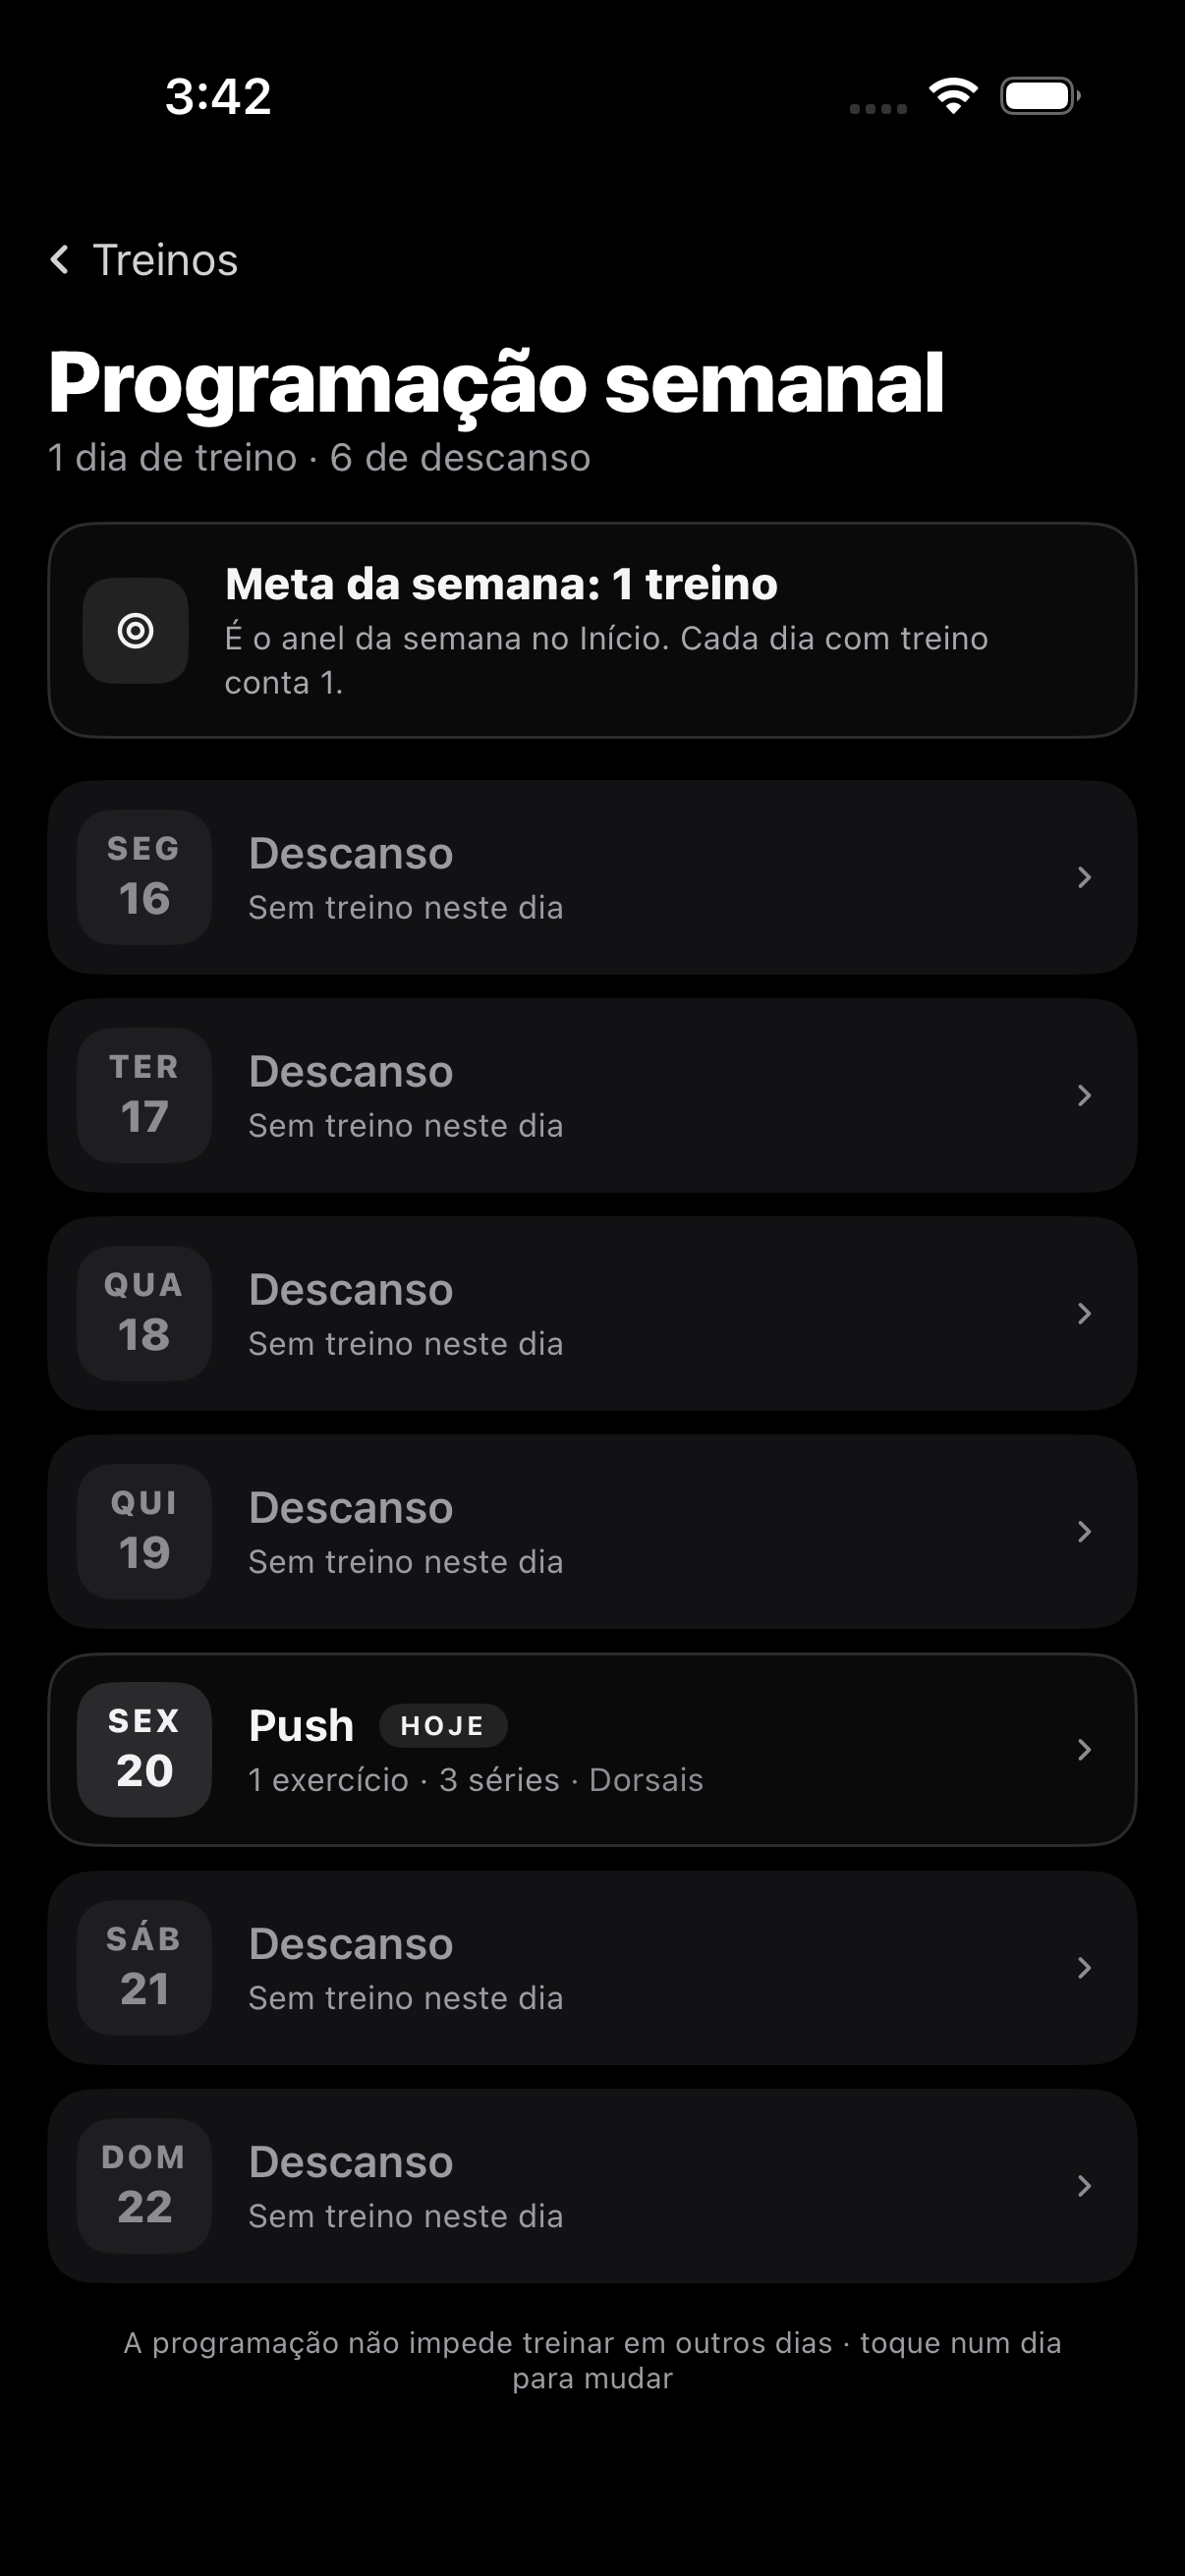 3:42
Treinos
Programação semanal
1 dia de treino · 6 de descanso
Meta da semana: 1 treino
É o anel da semana no Início. Cada dia com treino
conta 1.
SEG
16
Descanso
Sem treino neste dia
TER
17
Descanso
Sem treino neste dia
QUA
18
Descanso
Sem treino neste dia
QUI
19
Descanso
Sem treino neste dia
SEX
20
Push HOJE
1 exercício · 3 séries · Dorsais
SÁB
21
Descanso
Sem treino neste dia
DOM
22
Descanso
Sem treino neste dia
A programação não impede treinar em outros dias · toque num dia
para mudar